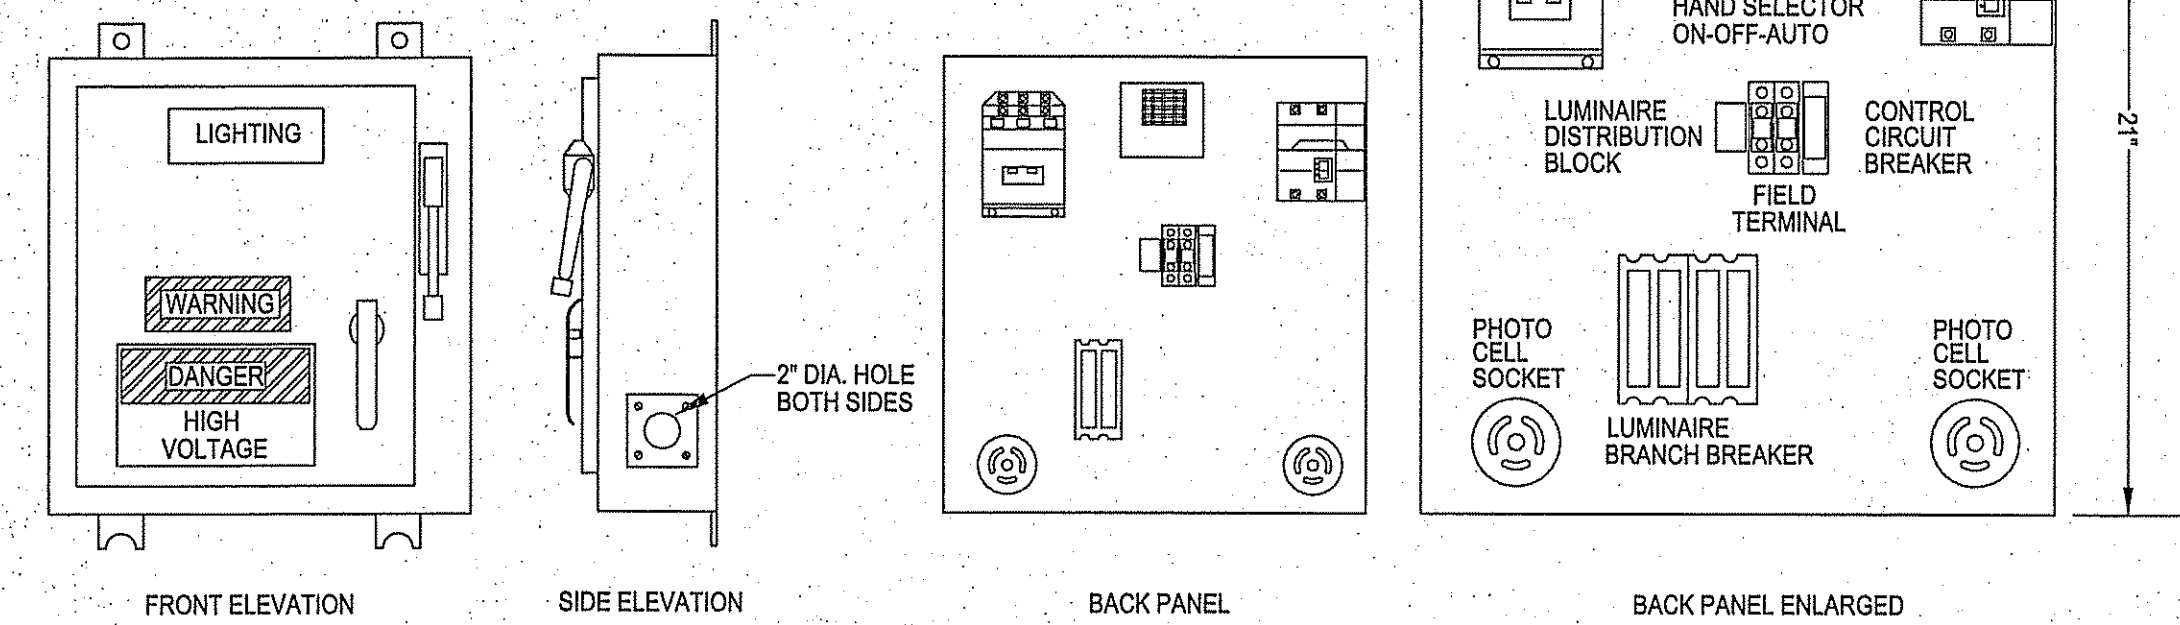 LIGHTING
WARNING
DANGER
HIGH
VOLTAGE
FRONT ELEVATION
2" DIA. HOLE
BOTH SIDES
SIDE ELEVATION
BACK PANEL
HAND SELECTOR
ON-OFF-AUTO
LUMINAIRE
DISTRIBUTION
BLOCK
CONTROL
CIRCUIT
BREAKER
FIELD
TERMINAL
PHOTO
CELL
SOCKET
LUMINAIRE
BRANCH BREAKER
PHOTO
CELL
SOCKET
21"
BACK PANEL ENLARGED